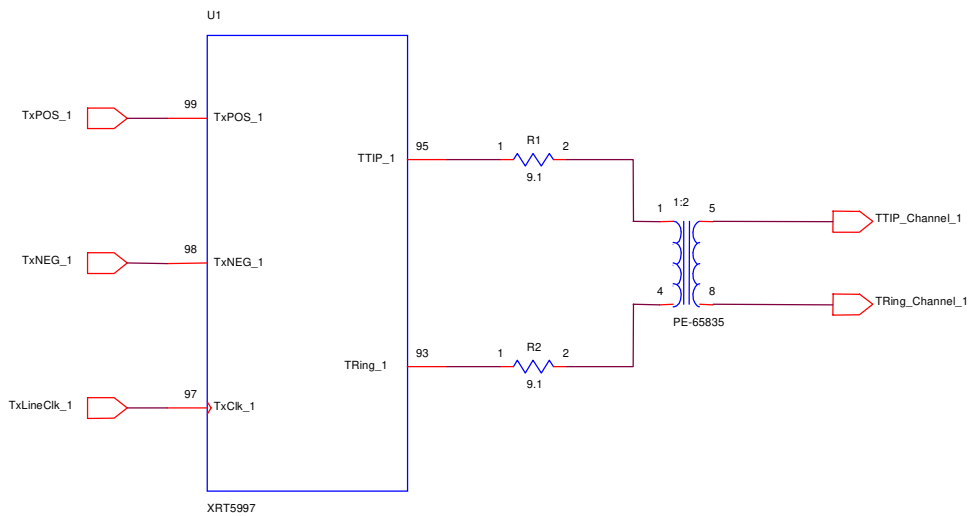 U1
TxPOS_1
99
TxPOS_1
TTIP_1
95
1
R1
2
9.1
1
1:2
5
TTIP_Channel_1
TxNEG_1
98
TxNEG_1
4
8
TRing_Channel_1
PE-65835
TRing_1
93
1
R2
2
9.1
TxLineClk_1
97
TxClk_1
XRT5997